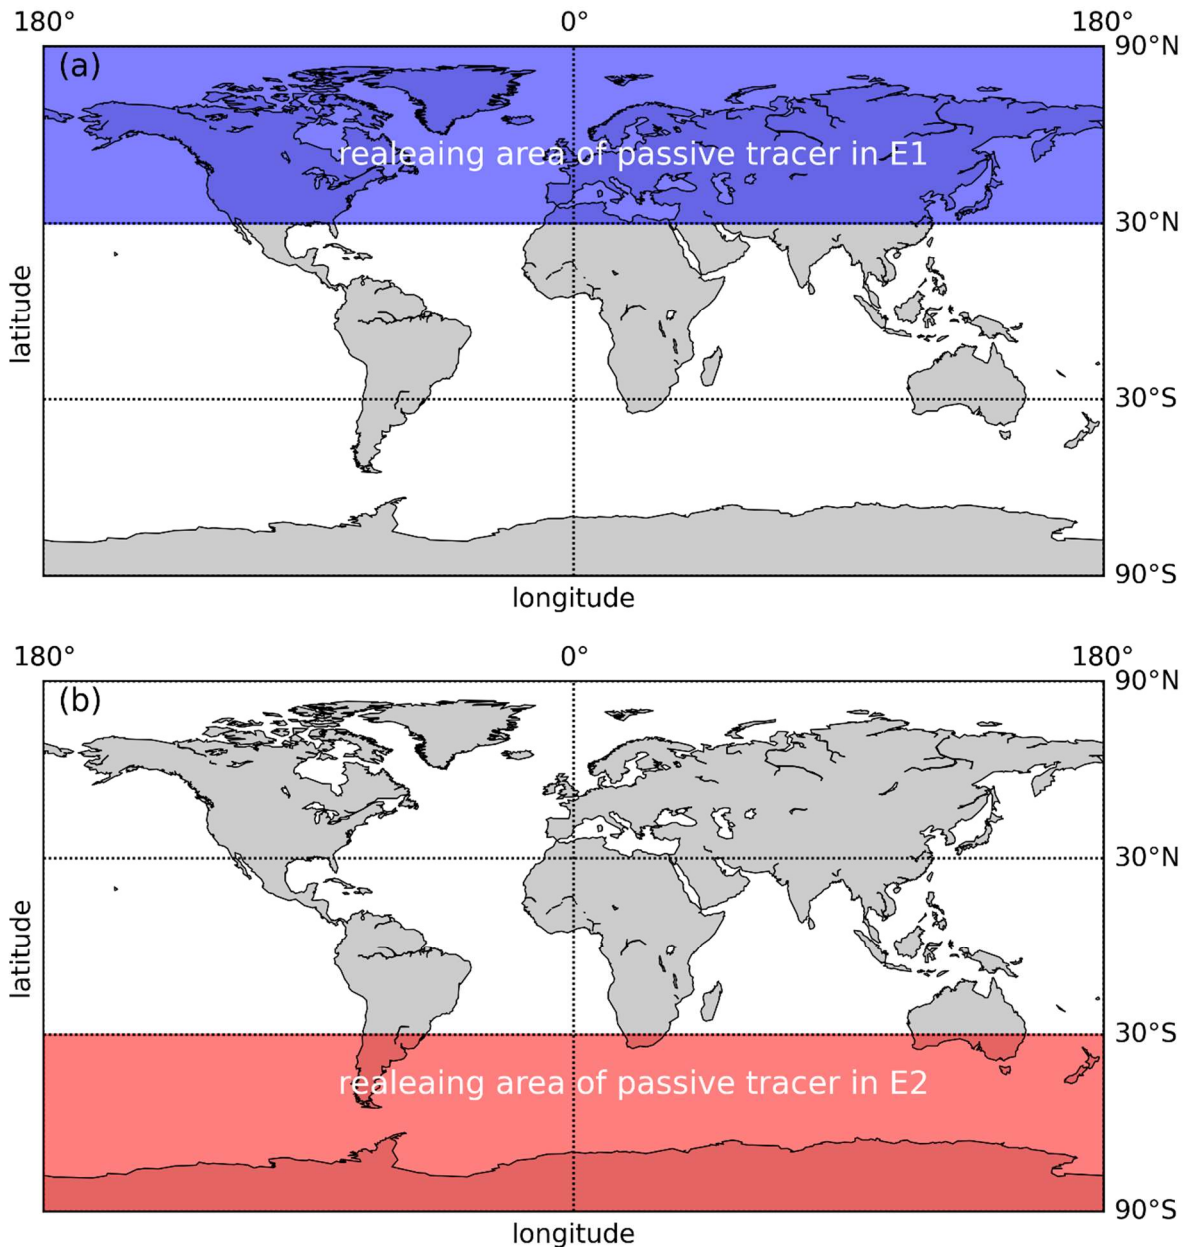 180° 0° 180°
90°N
(a)
realeaing area of passive tracer in E1
30°N
latitude
30°S
90°S
longitude
180° 0° 180°
90°N
(b)
30°N
latitude
30°S
realeaing area of passive tracer in E2
90°S
longitude